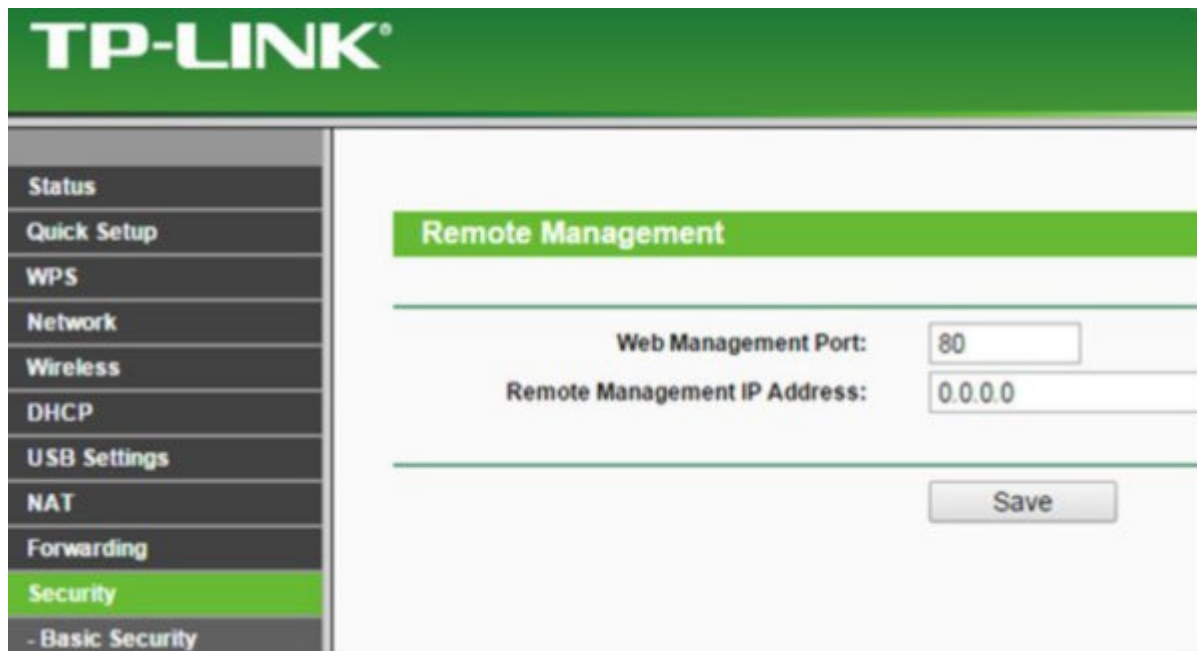 TP-LINK®
Status
Quick Setup
WPS
Network
Wireless
DHCP
USB Settings
NAT
Forwarding
Security
- Basic Security
Remote Management
Web Management Port: 80
Remote Management IP Address: 0.0.0.0
Save